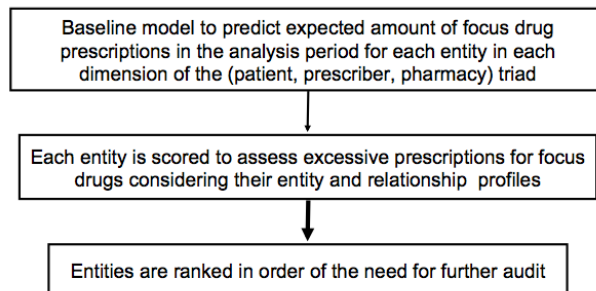 Baseline model to predict expected amount of focus drug
prescriptions in the analysis period for each entity in each
dimension of the (patient, prescriber, pharmacy) triad
Each entity is scored to assess excessive prescriptions for focus
drugs considering their entity and relationship profiles
Entities are ranked in order of the need for further audit